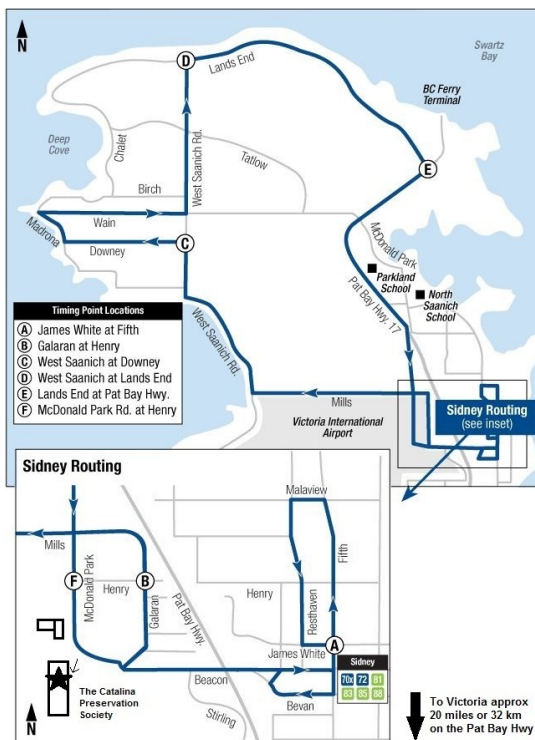 N
Swartz
Bay
Lands End
D
BC Ferry
Terminal
Deep
Cove
Chalet
West Saanich Rd.
Tatlow
E
Birch
Wain
Madrona
Downey
C
McDonald Park
Parkland
School
North
Saanich
School
Pat Bay Hwy. 17
West Saanich Rd.
Timing Point Locations
A James White at Fifth
B Galaran at Henry
C West Saanich at Downey
D West Saanich at Lands End
E Lands End at Pat Bay Hwy.
F McDonald Park Rd. at Henry
Mills
Victoria International
Airport
Sidney Routing
(see inset)
Sidney Routing
Malaview
Mills
McDonald Park
F
Henry
B
Galaran
Pat Bay Hwy.
Henry
Resthaven
Fifth
A
James White
Sidney
70x 72 81
83 85 88
Beacon
Bevan
Stirling
The Catalina
Preservation
Society
N
To Victoria approx
20 miles or 32 km
on the Pat Bay Hwy